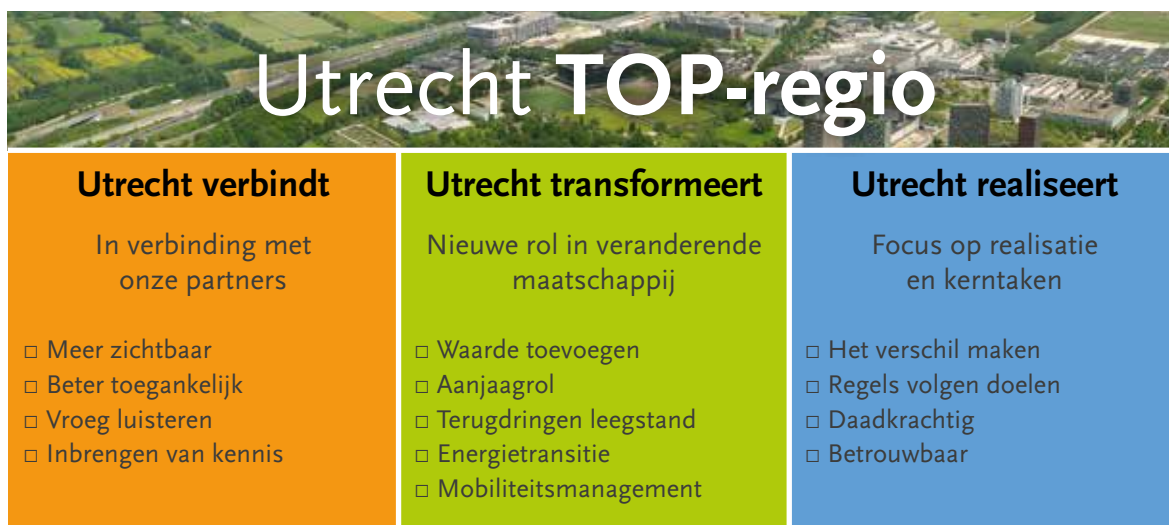 Utrecht TOP-regio
Utrecht verbindt
In verbinding met
onze partners
□ Meer zichtbaar
□ Beter toegankelijk
□ Vroeg luisteren
□ Inbrengen van kennis
Utrecht transformeert
Nieuwe rol in veranderende
maatschappij
□ Waarde toevoegen
□ Aanjaagrol
□ Terugdringen leegstand
□ Energietransitie
□ Mobiliteitsmanagement
Utrecht realiseert
Focus op realisatie
en kerntaken
□ Het verschil maken
□ Regels volgen doelen
□ Daadkrachtig
□ Betrouwbaar